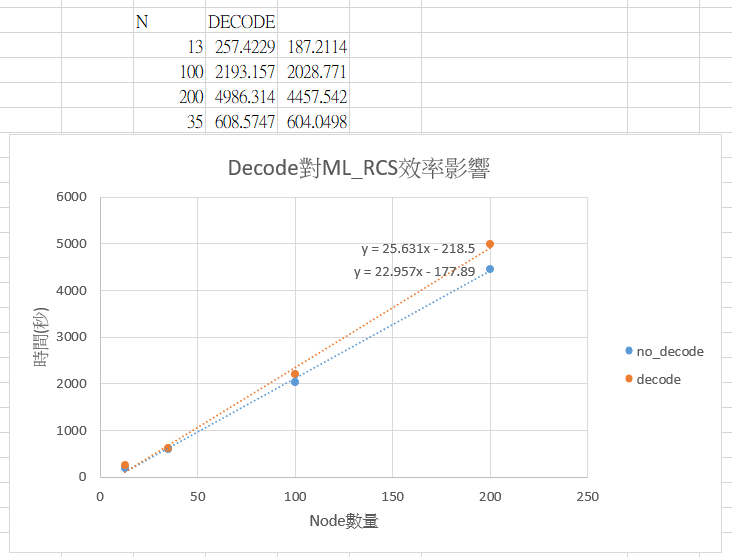 N DECODE
13 257.4229 187.2114
100 2193.157 2028.771
200 4986.314 4457.542
35 608.5747 604.0498
Decode對ML_RCS效率影響
6000
5000
4000
3000
2000
1000
0
時間(秒)
y = 25.631x - 218.5
y = 22.957x - 177.89
no_decode
decode
0 50 100 150 200 250
Node數量